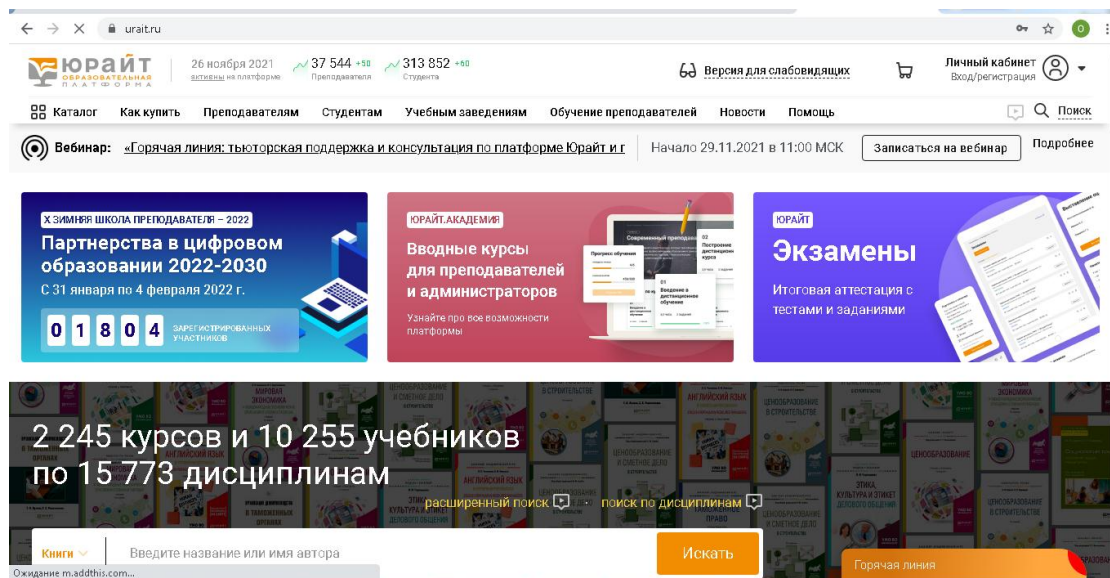 urait.ru
О
ЮРАЙТ
ОБРАЗОВАТЕЛЬНАЯ
ПЛАТФОРМА
26 ноября 2021
активны на платформе
37 544 +50
Преподавателя
313 852 +60
Студента
Версия для слабовидящих
Личный кабинет
Вход/регистрация
Каталог Как купить Преподавателям Студентам Учебным заведениям Обучение преподавателей Новости Помощь
Поиск
Вебинар: «Горячая линия: тьюторская поддержка и консультация по платформе Юрайт и г
Начало 29.11.2021 в 11:00 МСК
Записаться на вебинар
Подробнее
X ЗИМНЯЯ ШКОЛА ПРЕПОДАВАТЕЛЯ – 2022
Партнерства в цифровом
образовании 2022-2030
С 31 января по 4 февраля 2022 г.
0 1 8 0 4
ЗАРЕГИСТРИРОВАННЫХ
УЧАСТНИКОВ
ЮРАЙТ.АКАДЕМИЯ
Вводные курсы
для преподавателей
и администраторов
Узнайте про все возможности
платформы
ЮРАЙТ
Экзамены
Итоговая аттестация с
тестами и заданиями
2 245 курсов и 10 255 учебников
по 15 773 дисциплинам
расширенный поиск · поиск по дисциплинам
Книги
Введите название или имя автора
Искать
Горячая линия
Ожидание m.addthis.com...